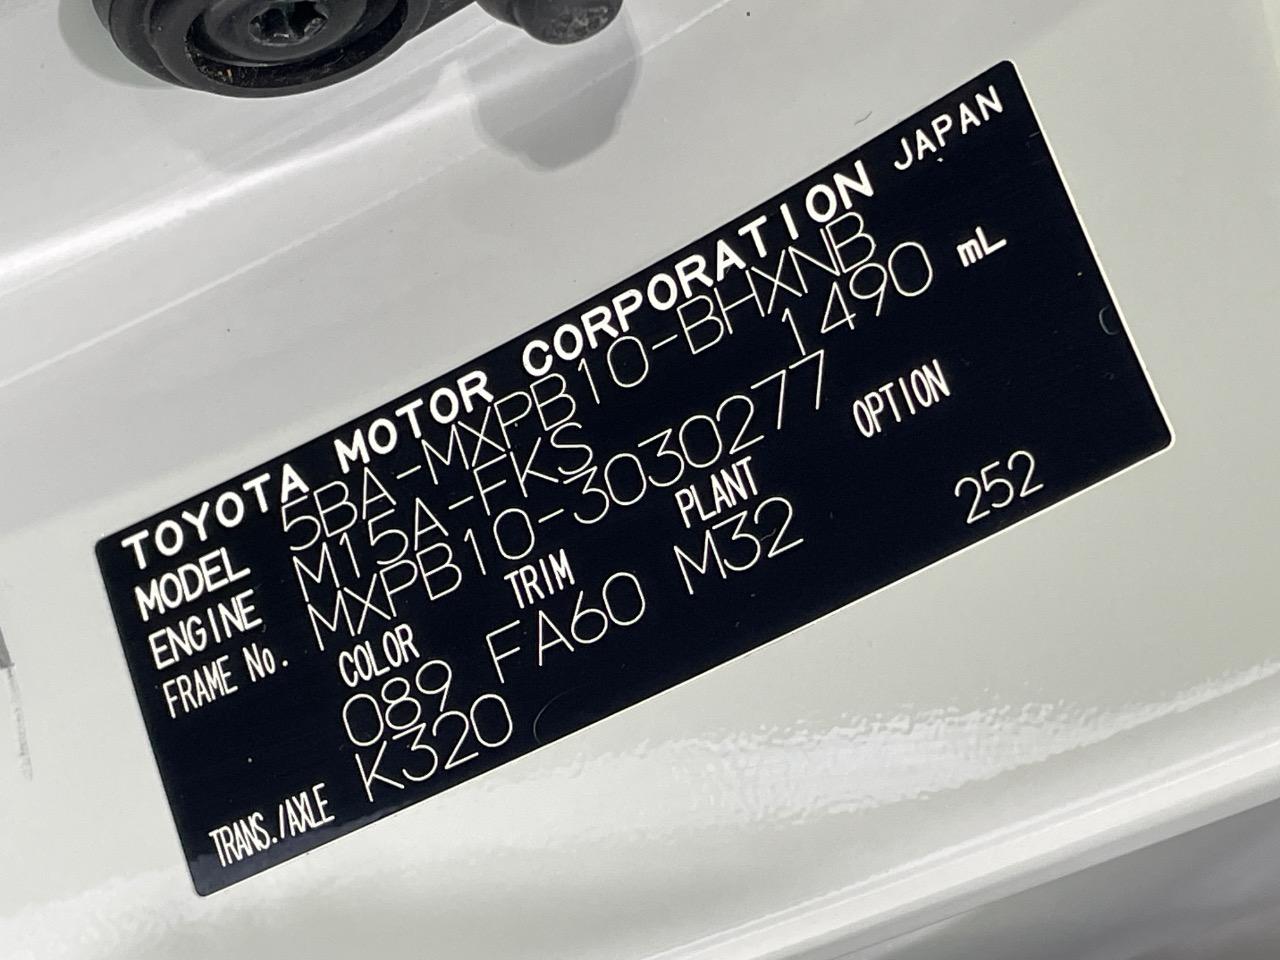 TOYOTA MOTOR CORPORATION JAPAN
MODEL 5BA-MXPB10-BHXNB
ENGINE M15A-FKS 1490 mL
FRAME No. MXPB10-3030277
COLOR TRIM PLANT OPTION
089 FA60 M32 252
TRANS./AXLE K320